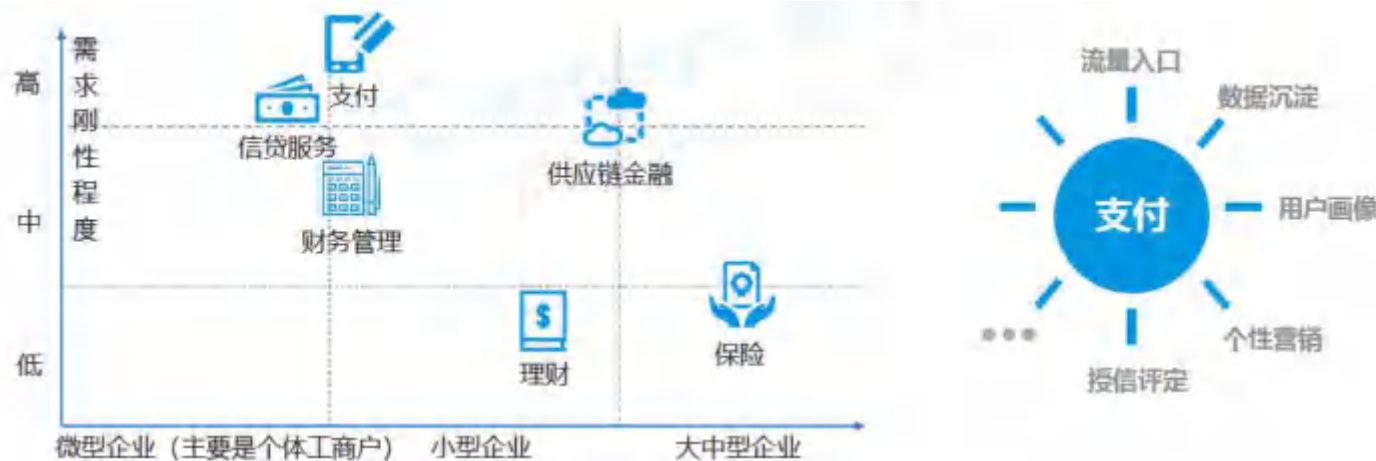 需求刚性程度
高
中
低
支付
信贷服务
财务管理
供应链金融
$
理财
保险
微型企业（主要是个体工商户）
小型企业
大中型企业
流量入口
数据沉淀
支付
用户画像
个性营销
授信评定